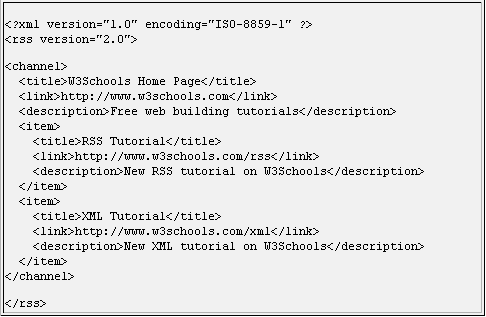 <?xml version="1.0" encoding="ISO-8859-1" ?>
<rss version="2.0">
<channel>
<title>W3Schools Home Page</title>
<link>http://www.w3schools.com</link>
<description>Free web building tutorials</description>
<item>
<title>RSS Tutorial</title>
<link>http://www.w3schools.com/rss</link>
<description>New RSS tutorial on W3Schools</description>
</item>
<item>
<title>XML Tutorial</title>
<link>http://www.w3schools.com/xml</link>
<description>New XML tutorial on W3Schools</description>
</item>
</channel>
</rss>